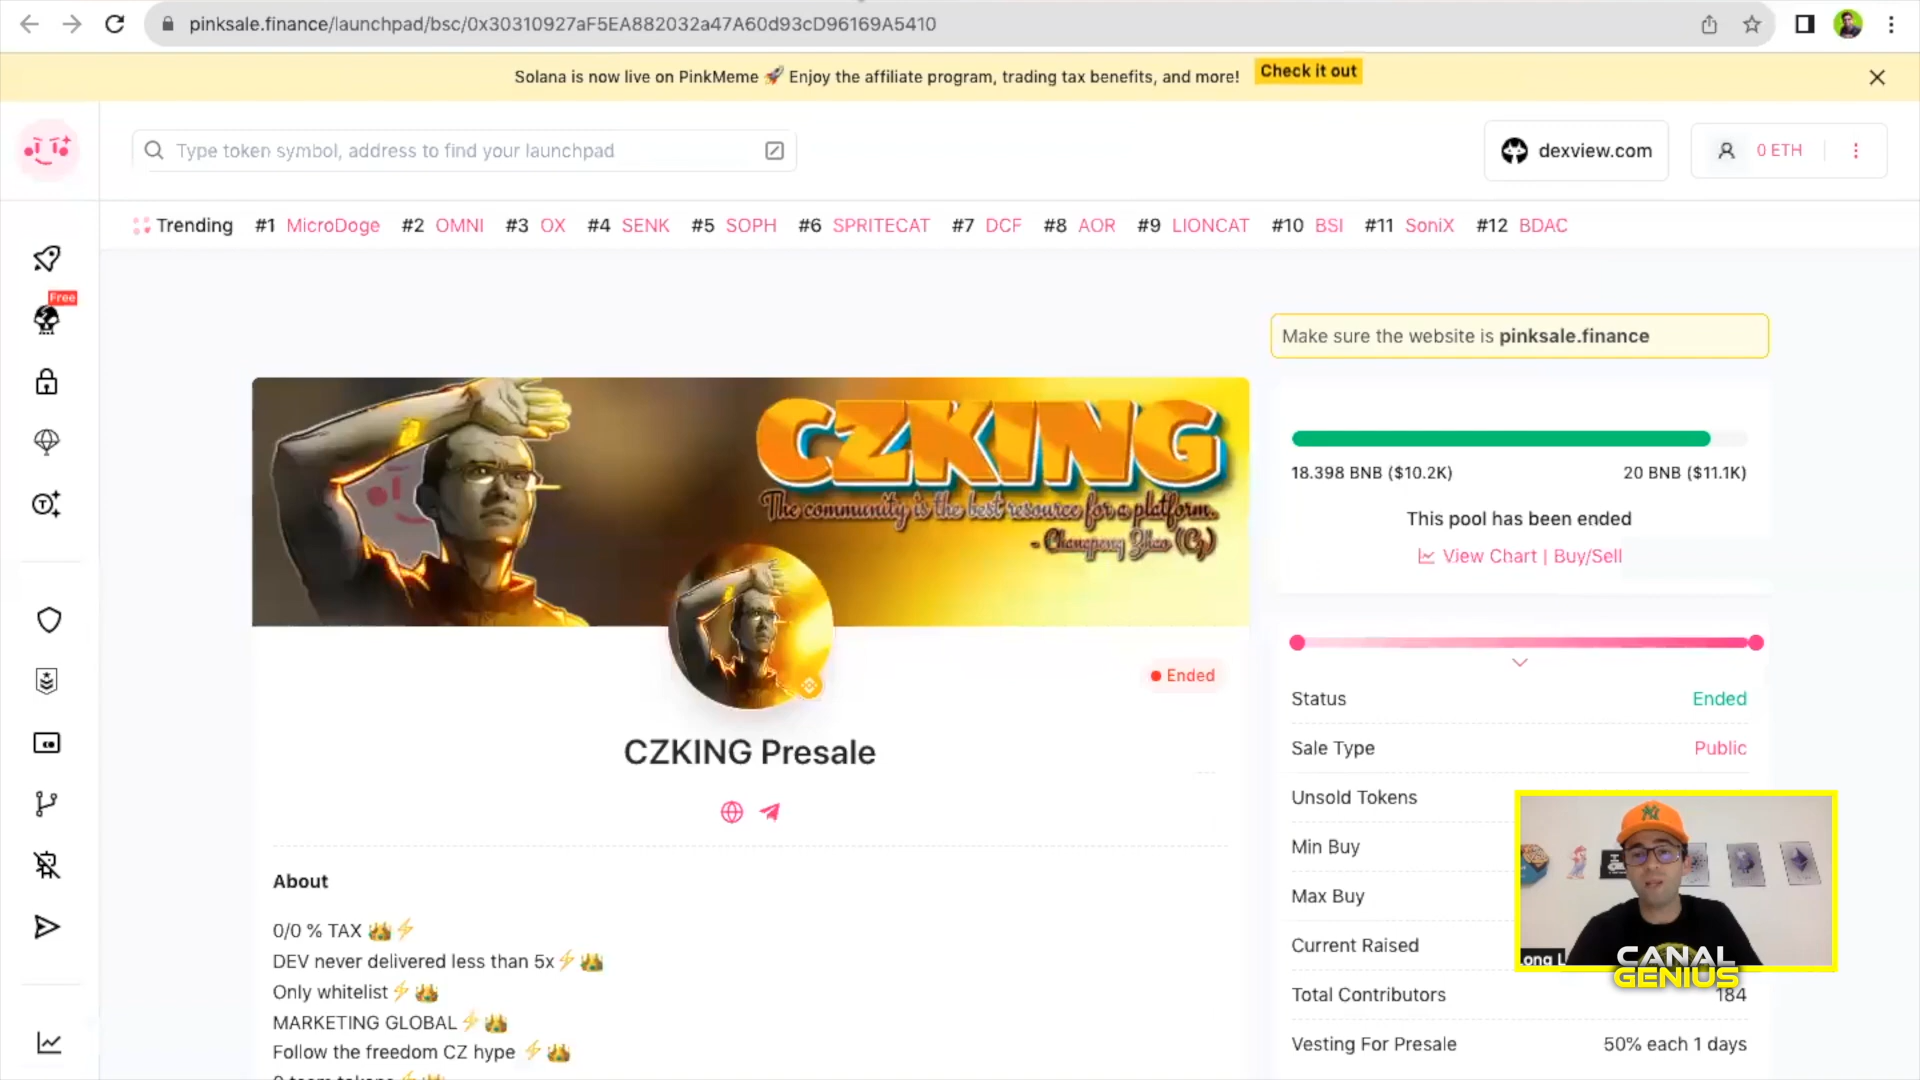 pinksale.finance/launchpad/bsc/0x30310927aF5EA882032a47A60d93cD96169A5410
Solana is now live on PinkMeme 🚀 Enjoy the affiliate program, trading tax benefits, and more! Check it out
Type token symbol, address to find your launchpad
dexview.com
0 ETH
Trending #1 MicroDoge #2 OMNI #3 OX #4 SENK #5 SOPH #6 SPRITECAT #7 DCF #8 AOR #9 LIONCAT #10 BSI #11 SoniX #12 BDAC
Free
Make sure the website is pinksale.finance
CZKING
The community is the best resource for a platform.
- Changpeng Zhao (Cz)
18.398 BNB ($10.2K) 20 BNB ($11.1K)
This pool has been ended
View Chart | Buy/Sell
Ended
CZKING Presale
Status Ended
Sale Type Public
Unsold Tokens
Min Buy
Max Buy
Current Raised
Total Contributors 184
Vesting For Presale 50% each 1 days
About
0/0 % TAX 👑⚡
DEV never delivered less than 5x⚡👑
Only whitelist⚡👑
MARKETING GLOBAL⚡👑
Follow the freedom CZ hype ⚡👑
ong L
CANAL
GENIUS